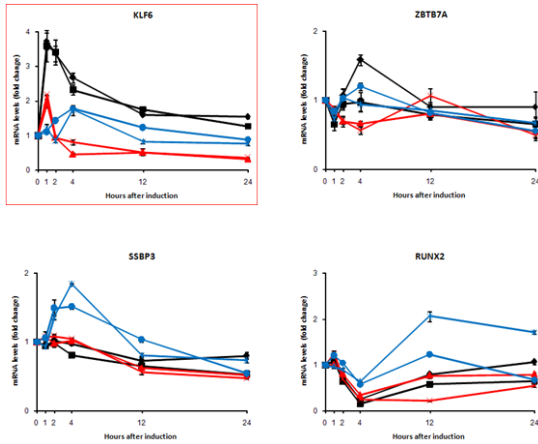 KLF6
mRNA levels (fold change)
4
3
2
1
0
0 1 2 4 12 24
Hours after induction
ZBTB7A
mRNA levels (fold change)
2
1
0
0 1 2 4 12 24
Hours after induction
SSBP3
mRNA levels (fold change)
2
1
0
0 1 2 4 12 24
Hours after induction
RUNX2
mRNA levels (fold change)
3
2
1
0
0 1 2 4 12 24
Hours after induction